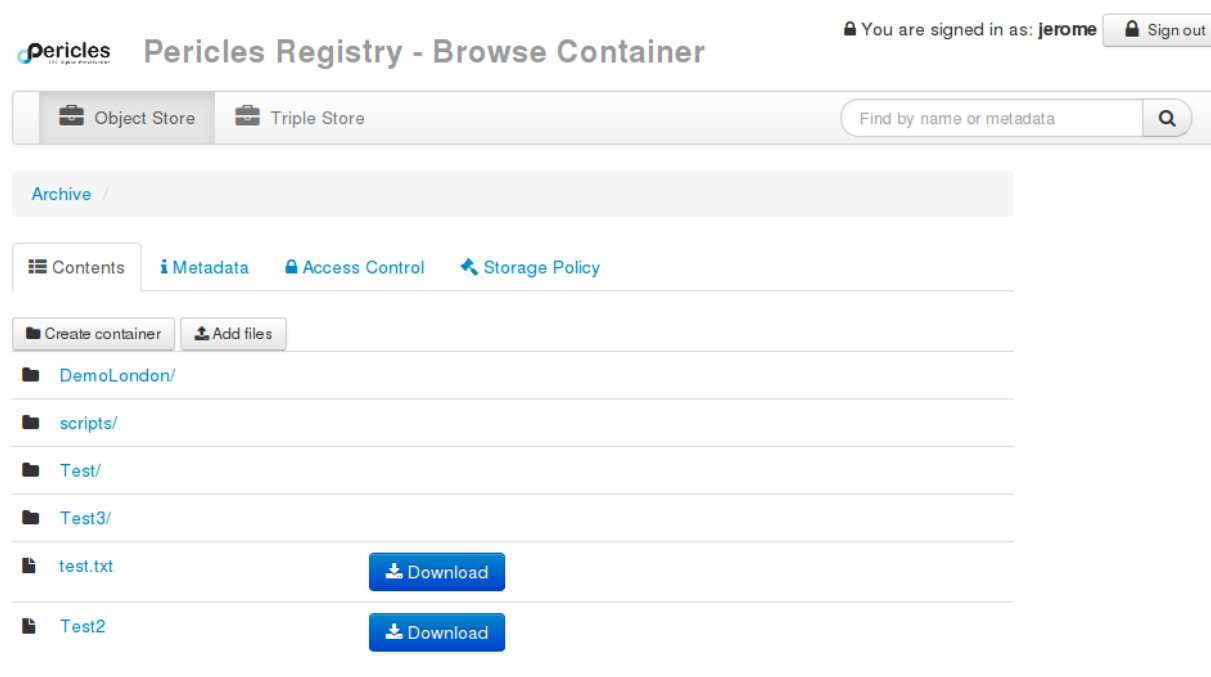 You are signed in as: jerome Sign out
Pericles
Pericles Registry - Browse Container
Object Store Triple Store Find by name or metadata
Archive /
Contents Metadata Access Control Storage Policy
Create container Add files
DemoLondon/
scripts/
Test/
Test3/
test.txt Download
Test2 Download